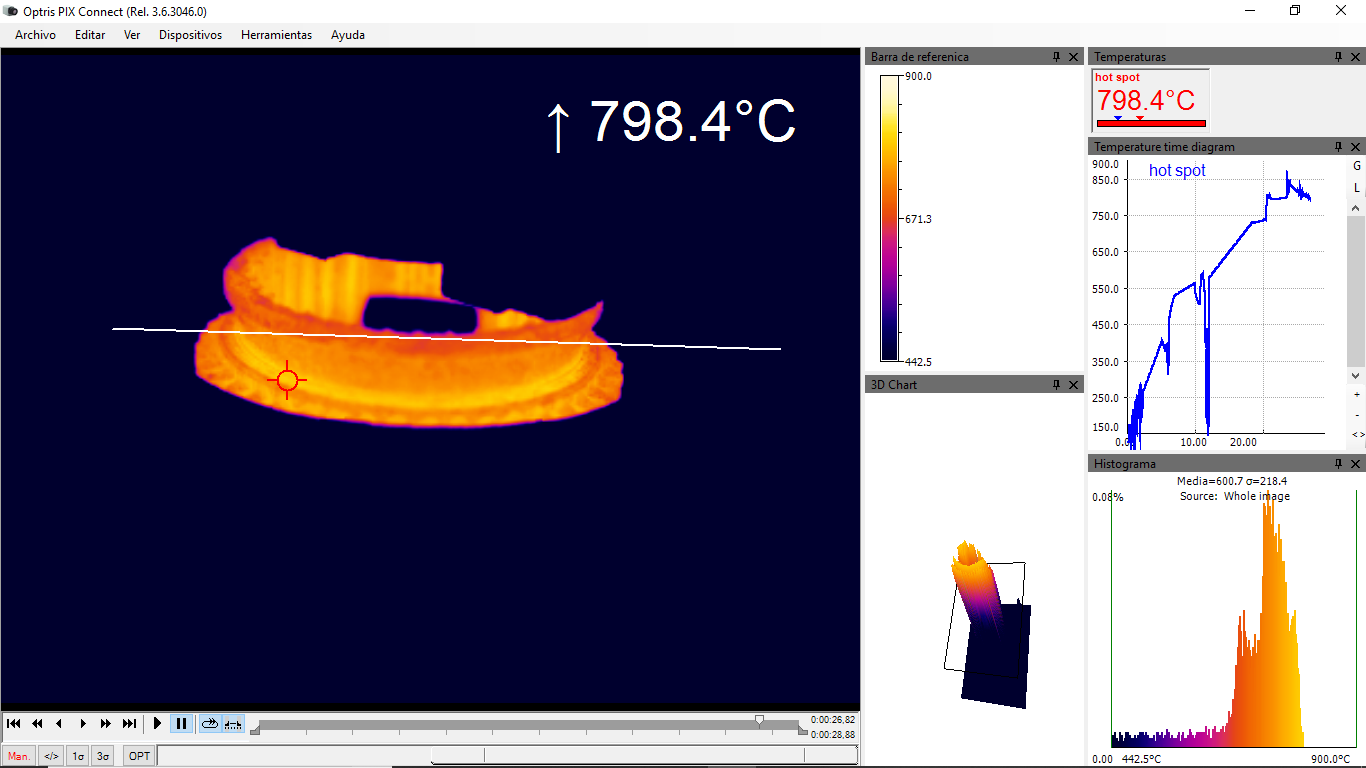 Optris PIX Connect (Rel. 3.6.3046.0)
Archivo Editar Ver Dispositivos Herramientas Ayuda
↑ 798.4°C
0:00:26,82
0:00:28,88
Man. </> 1σ 3σ OPT
Barra de referenica
900.0
671.3
442.5
3D Chart
Temperaturas
hot spot
798.4°C
Temperature time diagram
hot spot
900.0
850.0
750.0
650.0
550.0
450.0
350.0
250.0
150.0
0.0 10.00 20.00
G
L
+
-
<>
Histograma
Media=600.7 σ=218.4
Source: Whole image
0.08%
0.00 442.5°C 900.0°C